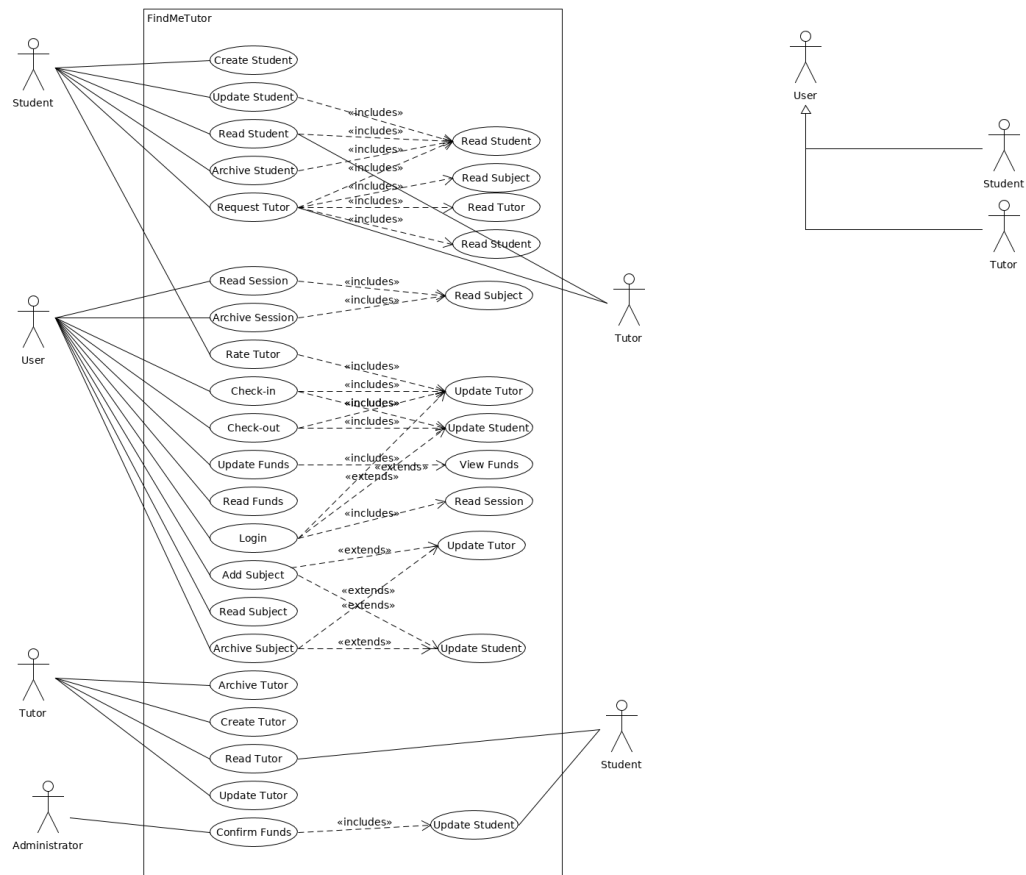 FindMeTutor
Student
Create Student
Update Student
Read Student
Archive Student
Request Tutor
«includes»
«includes»
«includes»
«includes»
«includes»
«includes»
«includes»
Read Student
Read Subject
Read Tutor
Read Student
User
Read Session
Archive Session
Rate Tutor
Check-in
Check-out
Update Funds
Read Funds
Login
Add Subject
Read Subject
Archive Subject
«includes»
«includes»
Read Subject
Tutor
«includes»
«includes»
«includes»
«includes»
«includes»
«includes»
«extends»
«extends»
«includes»
Update Tutor
Update Student
View Funds
Read Session
«extends»
«extends»
«extends»
«extends»
Update Tutor
Update Student
Tutor
Archive Tutor
Create Tutor
Read Tutor
Update Tutor
Student
Administrator
Confirm Funds
«includes»
Update Student
User
Student
Tutor